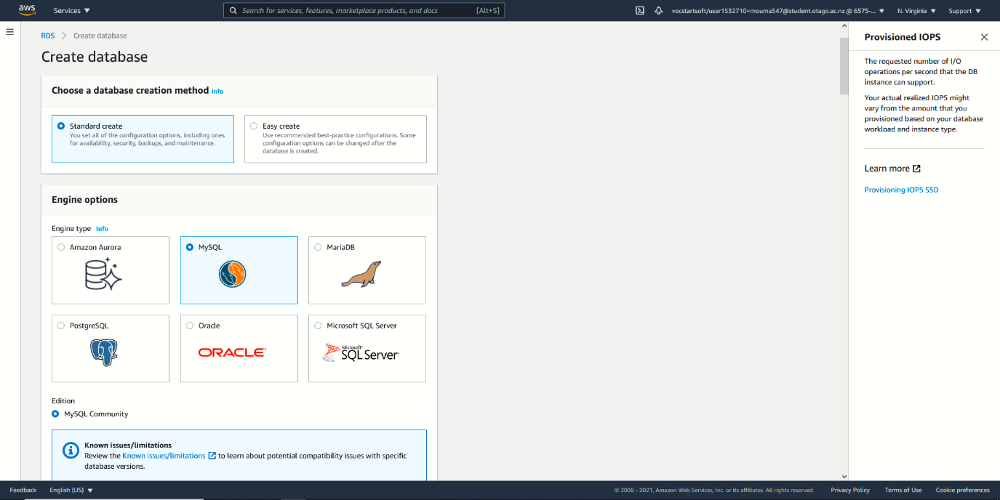 aws
Services
Search for services, features, marketplace products, and docs [Alt+S]
vocstartsoft/user1532710=mouma547@student.otago.ac.nz @ 6575-...
N. Virginia
Support
RDS > Create database
Create database
Choose a database creation method Info
Standard create
You set all of the configuration options, including ones
for availability, security, backups, and maintenance.
Easy create
Use recommended best-practice configurations. Some
configuration options can be changed after the
database is created.
Engine options
Engine type Info
Amazon Aurora
MySQL
MariaDB
PostgreSQL
Oracle
ORACLE
Microsoft SQL Server
Microsoft
SQL Server
Edition
MySQL Community
Known issues/limitations
Review the Known issues/limitations to learn about potential compatibility issues with specific
database versions.
Provisioned IOPS
The requested number of I/O
operations per second that the DB
instance can support.
Your actual realized IOPS might
vary from the amount that you
provisioned based on your database
workload and instance type.
Learn more
Provisioning IOPS SSD
Feedback
English (US)
© 2008 - 2021, Amazon Web Services, Inc. or its affiliates. All rights reserved.
Privacy Policy
Terms of Use
Cookie preferences